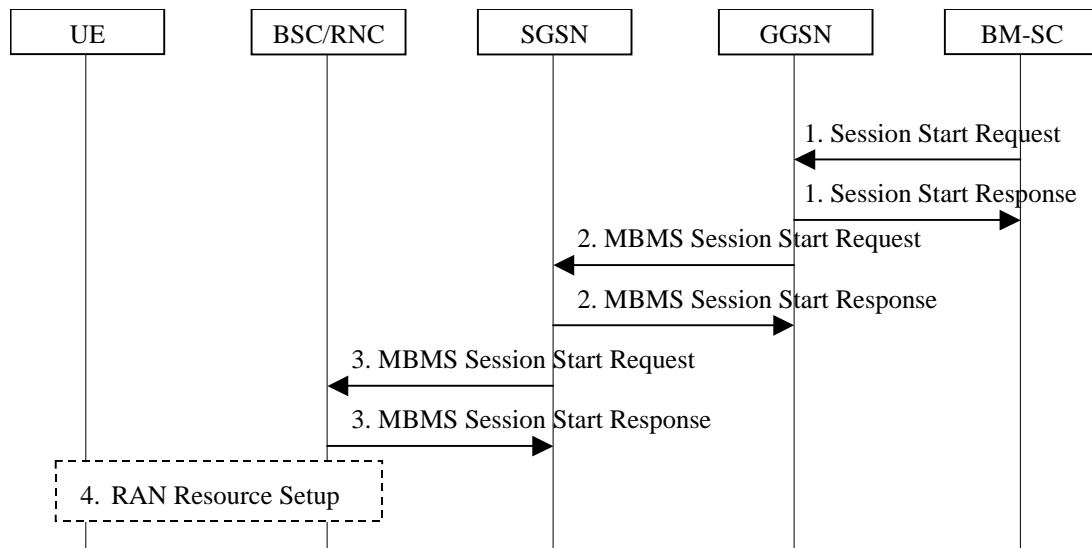 UE
BSC/RNC
SGSN
GGSN
BM-SC
1. Session Start Request
1. Session Start Response
2. MBMS Session Start Request
2. MBMS Session Start Response
3. MBMS Session Start Request
3. MBMS Session Start Response
4. RAN Resource Setup